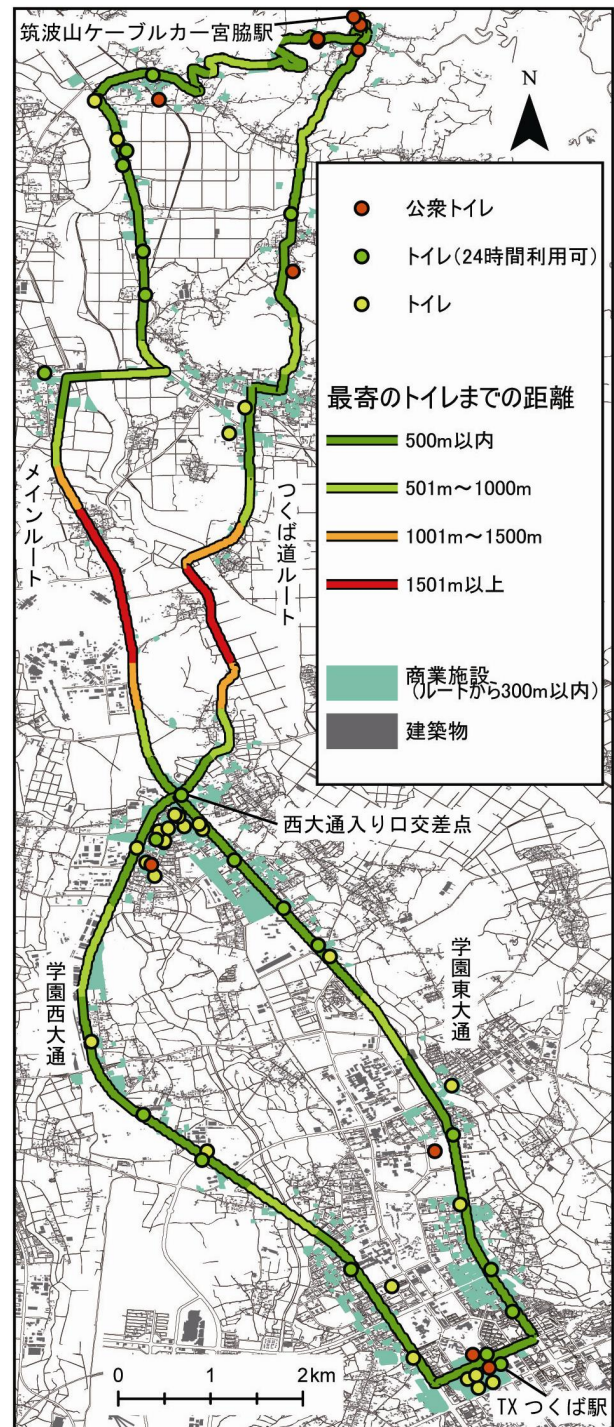 筑波山ケーブルカー宮脇駅
N
公衆トイレ
トイレ(24時間利用可)
トイレ
最寄のトイレまでの距離
500m以内
501m～1000m
1001m～1500m
1501m以上
商業施設
(ルートから300m以内)
建築物
メインルート
つくば道ルート
西大通入り口交差点
学園西大通
学園東大通
0 2km
TX つくば駅